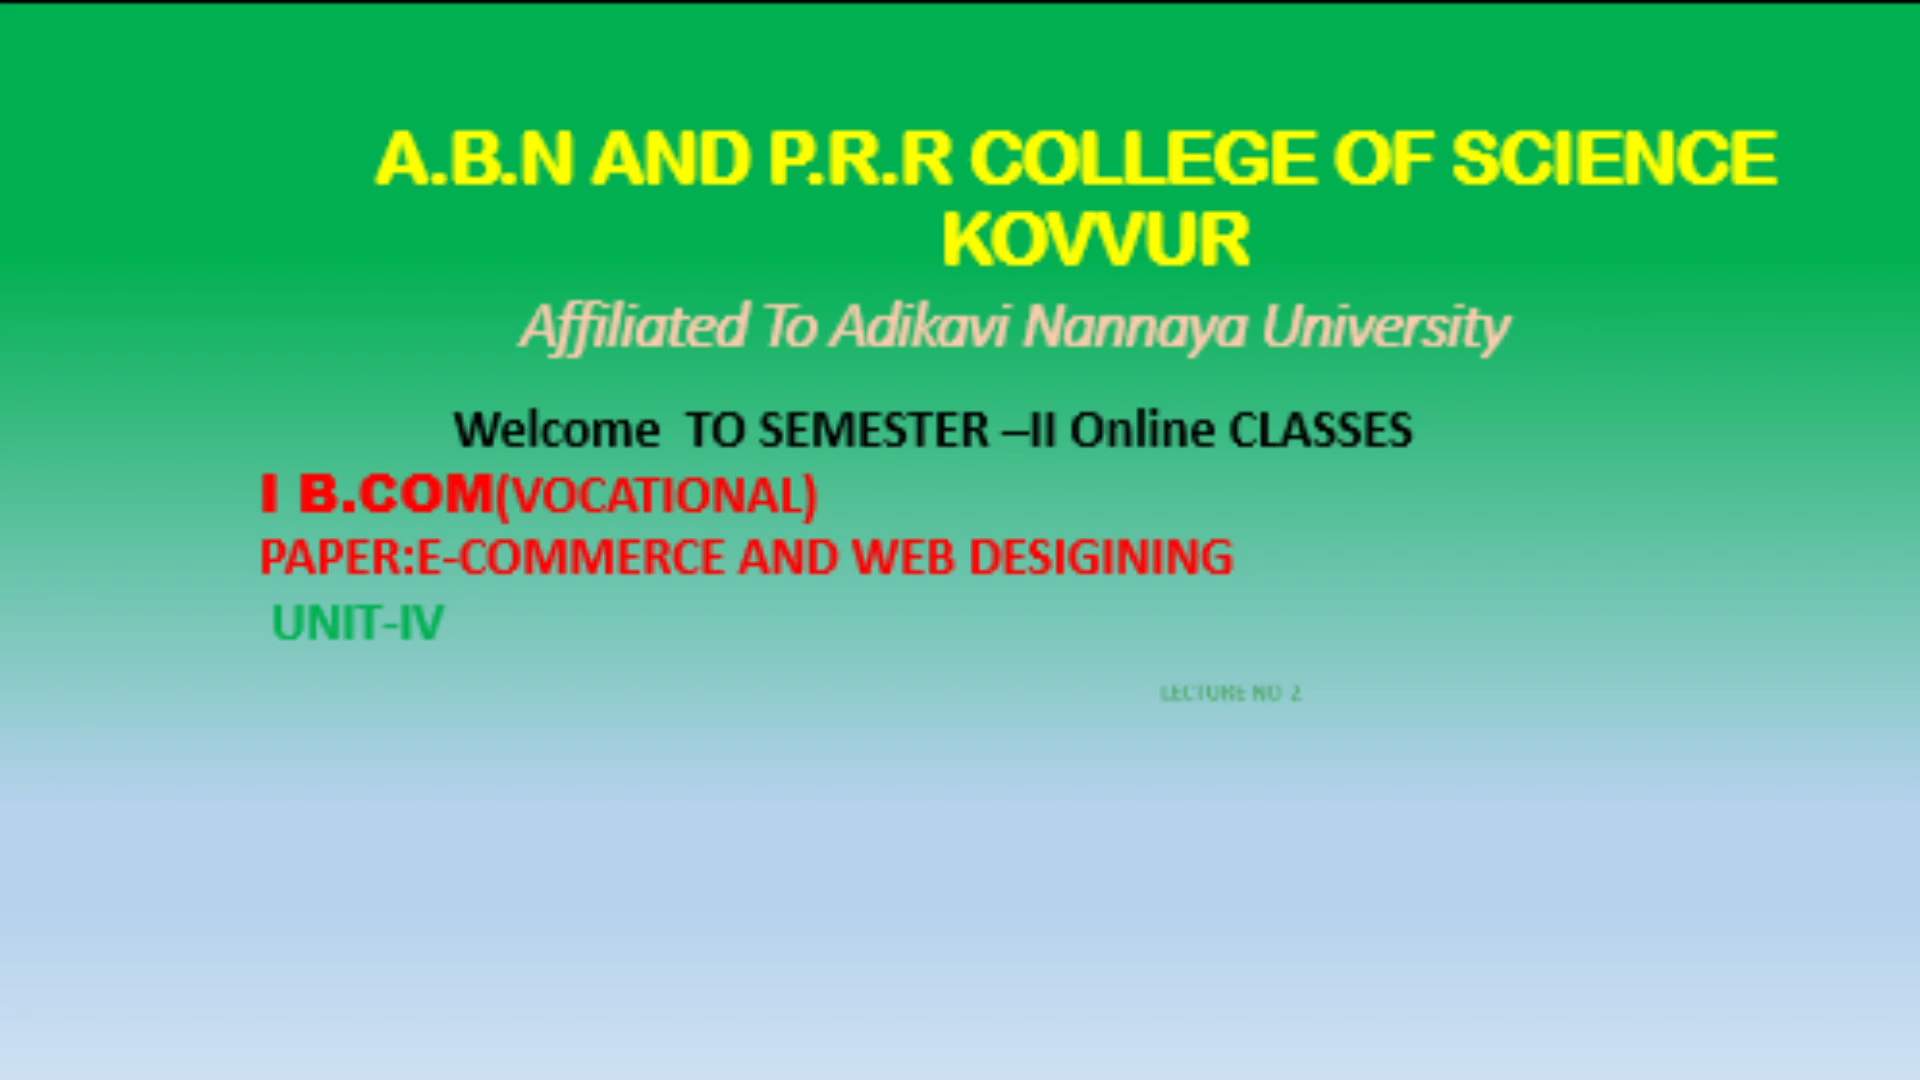 A.B.N AND P.R.R COLLEGE OF SCIENCE
KOVVUR
Affiliated To Adikavi Nannaya University
Welcome TO SEMESTER –II Online CLASSES
I B.COM(VOCATIONAL)
PAPER:E-COMMERCE AND WEB DESIGINING
UNIT-IV
LECTURE NO 2